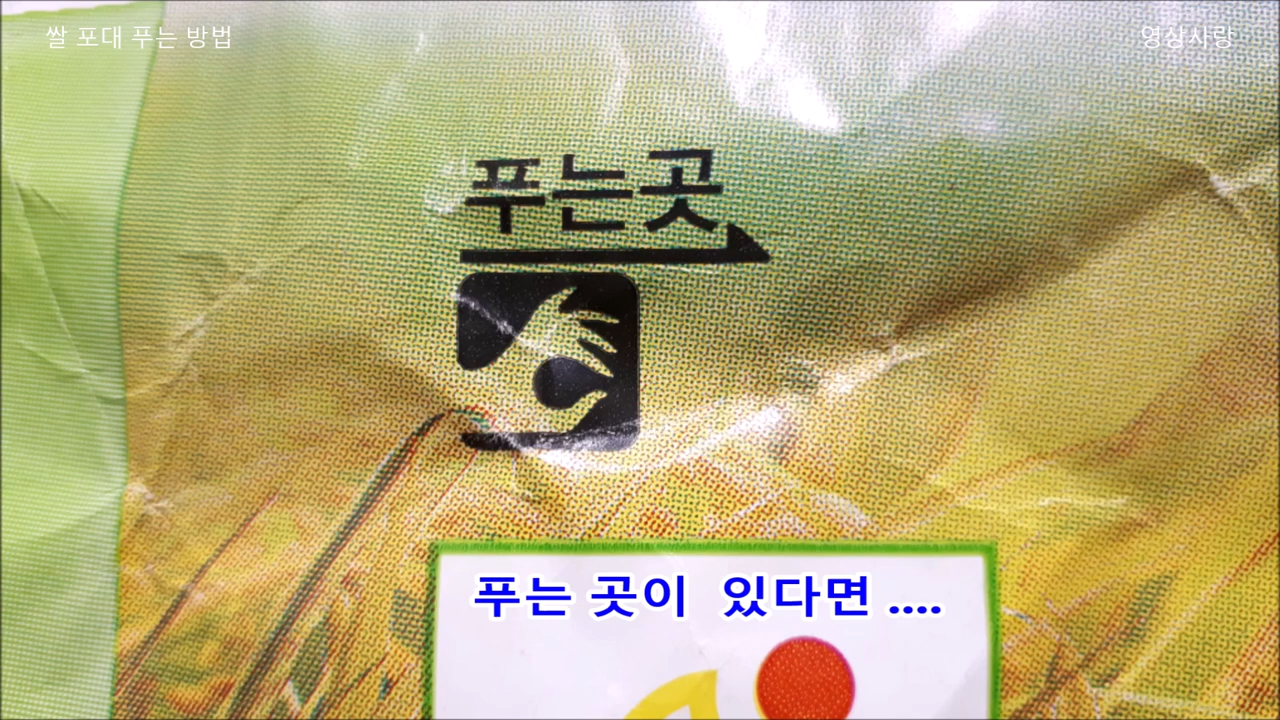 쌀 포대 푸는 방법
영상사랑
푸는곳
푸는 곳이 있다면 ....